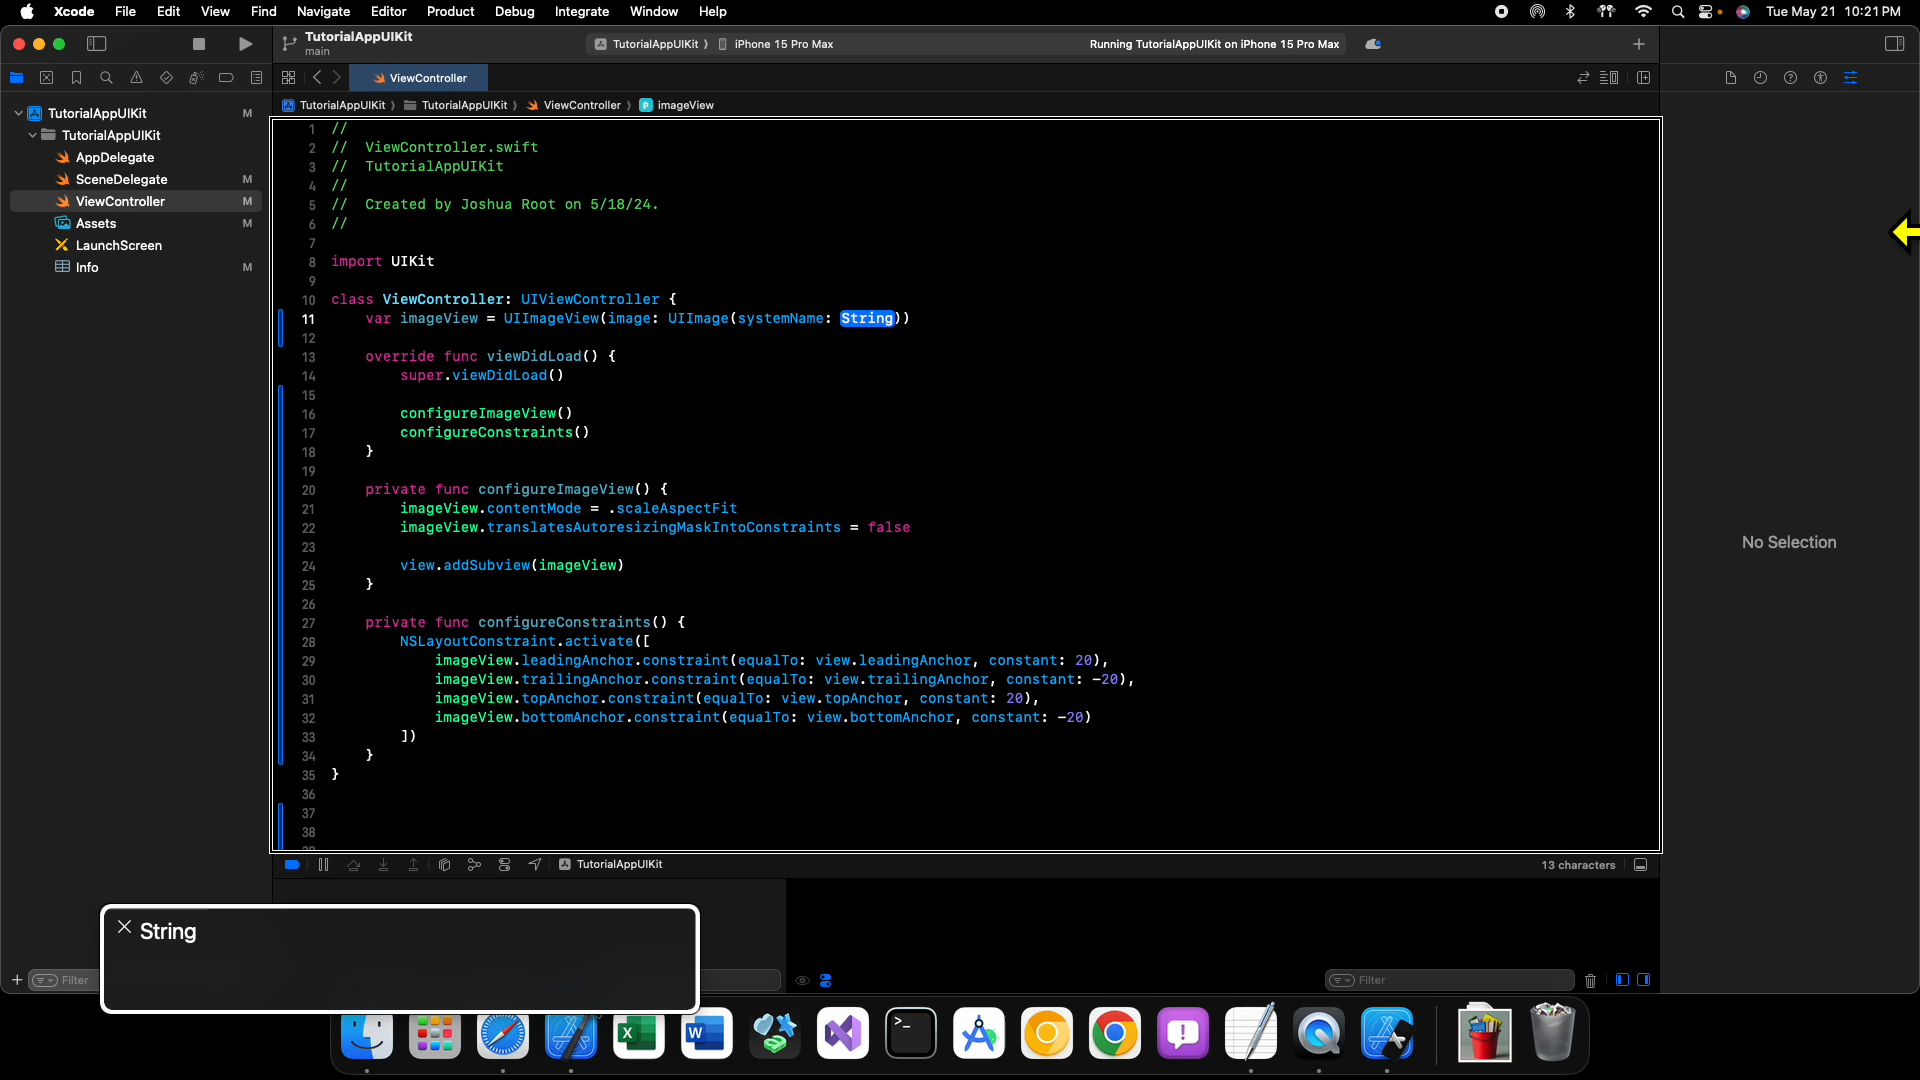 Xcode File Edit View Find Navigate Editor Product Debug Integrate Window Help Tue May 21 10:21 PM
TutorialAppUIKit
main
TutorialAppUIKit iPhone 15 Pro Max Running TutorialAppUIKit on iPhone 15 Pro Max
ViewController
TutorialAppUIKit TutorialAppUIKit ViewController P imageView
TutorialAppUIKit M
TutorialAppUIKit
AppDelegate
SceneDelegate M
ViewController M
Assets M
LaunchScreen
Info M
1 //
2 // ViewController.swift
3 // TutorialAppUIKit
4 //
5 // Created by Joshua Root on 5/18/24.
6 //
7
8 import UIKit
9
10 class ViewController: UIViewController {
11 var imageView = UIImageView(image: UIImage(systemName: String))
12
13 override func viewDidLoad() {
14 super.viewDidLoad()
15
16 configureImageView()
17 configureConstraints()
18 }
19
20 private func configureImageView() {
21 imageView.contentMode = .scaleAspectFit
22 imageView.translatesAutoresizingMaskIntoConstraints = false
23
24 view.addSubview(imageView)
25 }
26
27 private func configureConstraints() {
28 NSLayoutConstraint.activate([
29 imageView.leadingAnchor.constraint(equalTo: view.leadingAnchor, constant: 20),
30 imageView.trailingAnchor.constraint(equalTo: view.trailingAnchor, constant: -20),
31 imageView.topAnchor.constraint(equalTo: view.topAnchor, constant: 20),
32 imageView.bottomAnchor.constraint(equalTo: view.bottomAnchor, constant: -20)
33 ])
34 }
35 }
36
37
38
No Selection
TutorialAppUIKit 13 characters
String
Filter
Filter